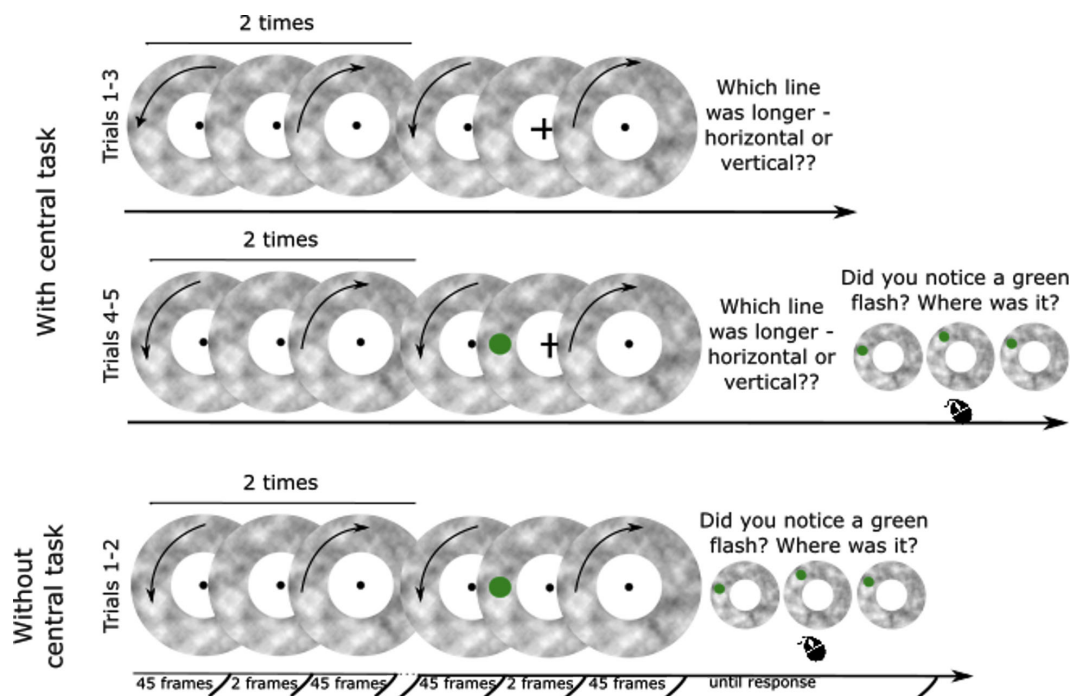 2 times
With central task
Trials 1-3
Which line
was longer -
horizontal or
vertical??
2 times
Trials 4-5
Which line
was longer -
horizontal or
vertical??
Did you notice a green
flash? Where was it?
2 times
Without
central task
Trials 1-2
Did you notice a green
flash? Where was it?
45 frames 2 frames 45 frames 45 frames 2 frames 45 frames until response